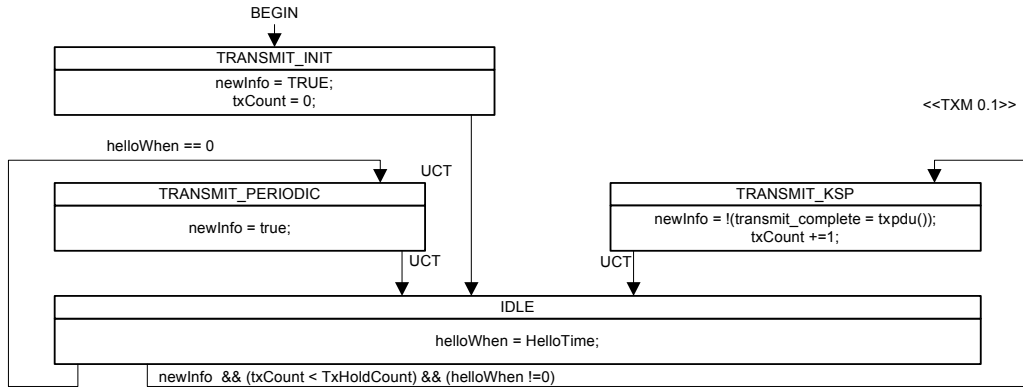 BEGIN
TRANSMIT_INIT
newInfo = TRUE;
txCount = 0;
<<TXM 0.1>>
helloWhen == 0
UCT
TRANSMIT_PERIODIC
newInfo = true;
TRANSMIT_KSP
newInfo = !(transmit_complete = txpdu());
txCount +=1;
UCT
UCT
IDLE
helloWhen = HelloTime;
newInfo && (txCount < TxHoldCount) && (helloWhen !=0)